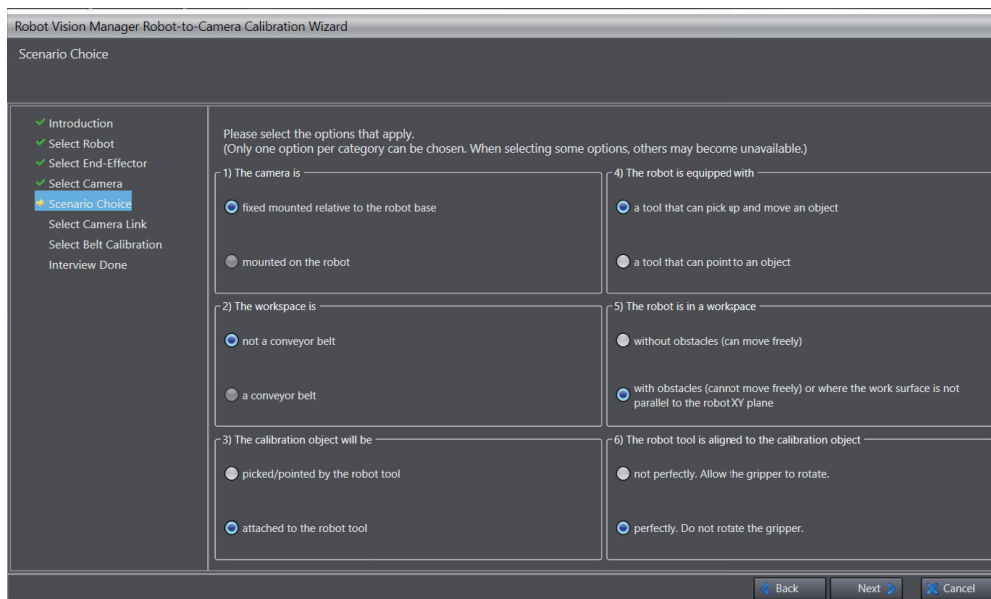 Robot Vision Manager Robot-to-Camera Calibration Wizard
Scenario Choice
Introduction
Select Robot
Select End-Effector
Select Camera
Scenario Choice
Select Camera Link
Select Belt Calibration
Interview Done
Please select the options that apply.
(Only one option per category can be chosen. When selecting some options, others may become unavailable.)
1) The camera is
fixed mounted relative to the robot base
mounted on the robot
2) The workspace is
not a conveyor belt
a conveyor belt
3) The calibration object will be
picked/pointed by the robot tool
attached to the robot tool
4) The robot is equipped with
a tool that can pick up and move an object
a tool that can point to an object
5) The robot is in a workspace
without obstacles (can move freely)
with obstacles (cannot move freely) or where the work surface is not
parallel to the robot XY plane
6) The robot tool is aligned to the calibration object
not perfectly. Allow the gripper to rotate.
perfectly. Do not rotate the gripper.
Back
Next
Cancel